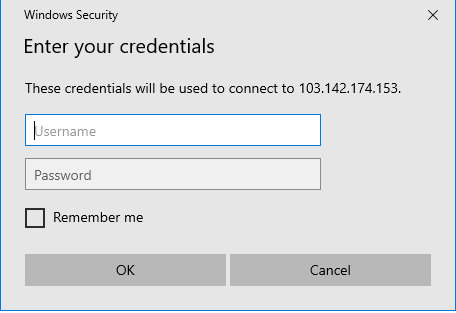 Windows Security
Enter your credentials
These credentials will be used to connect to 103.142.174.153.
Username
Password
Remember me
OK
Cancel